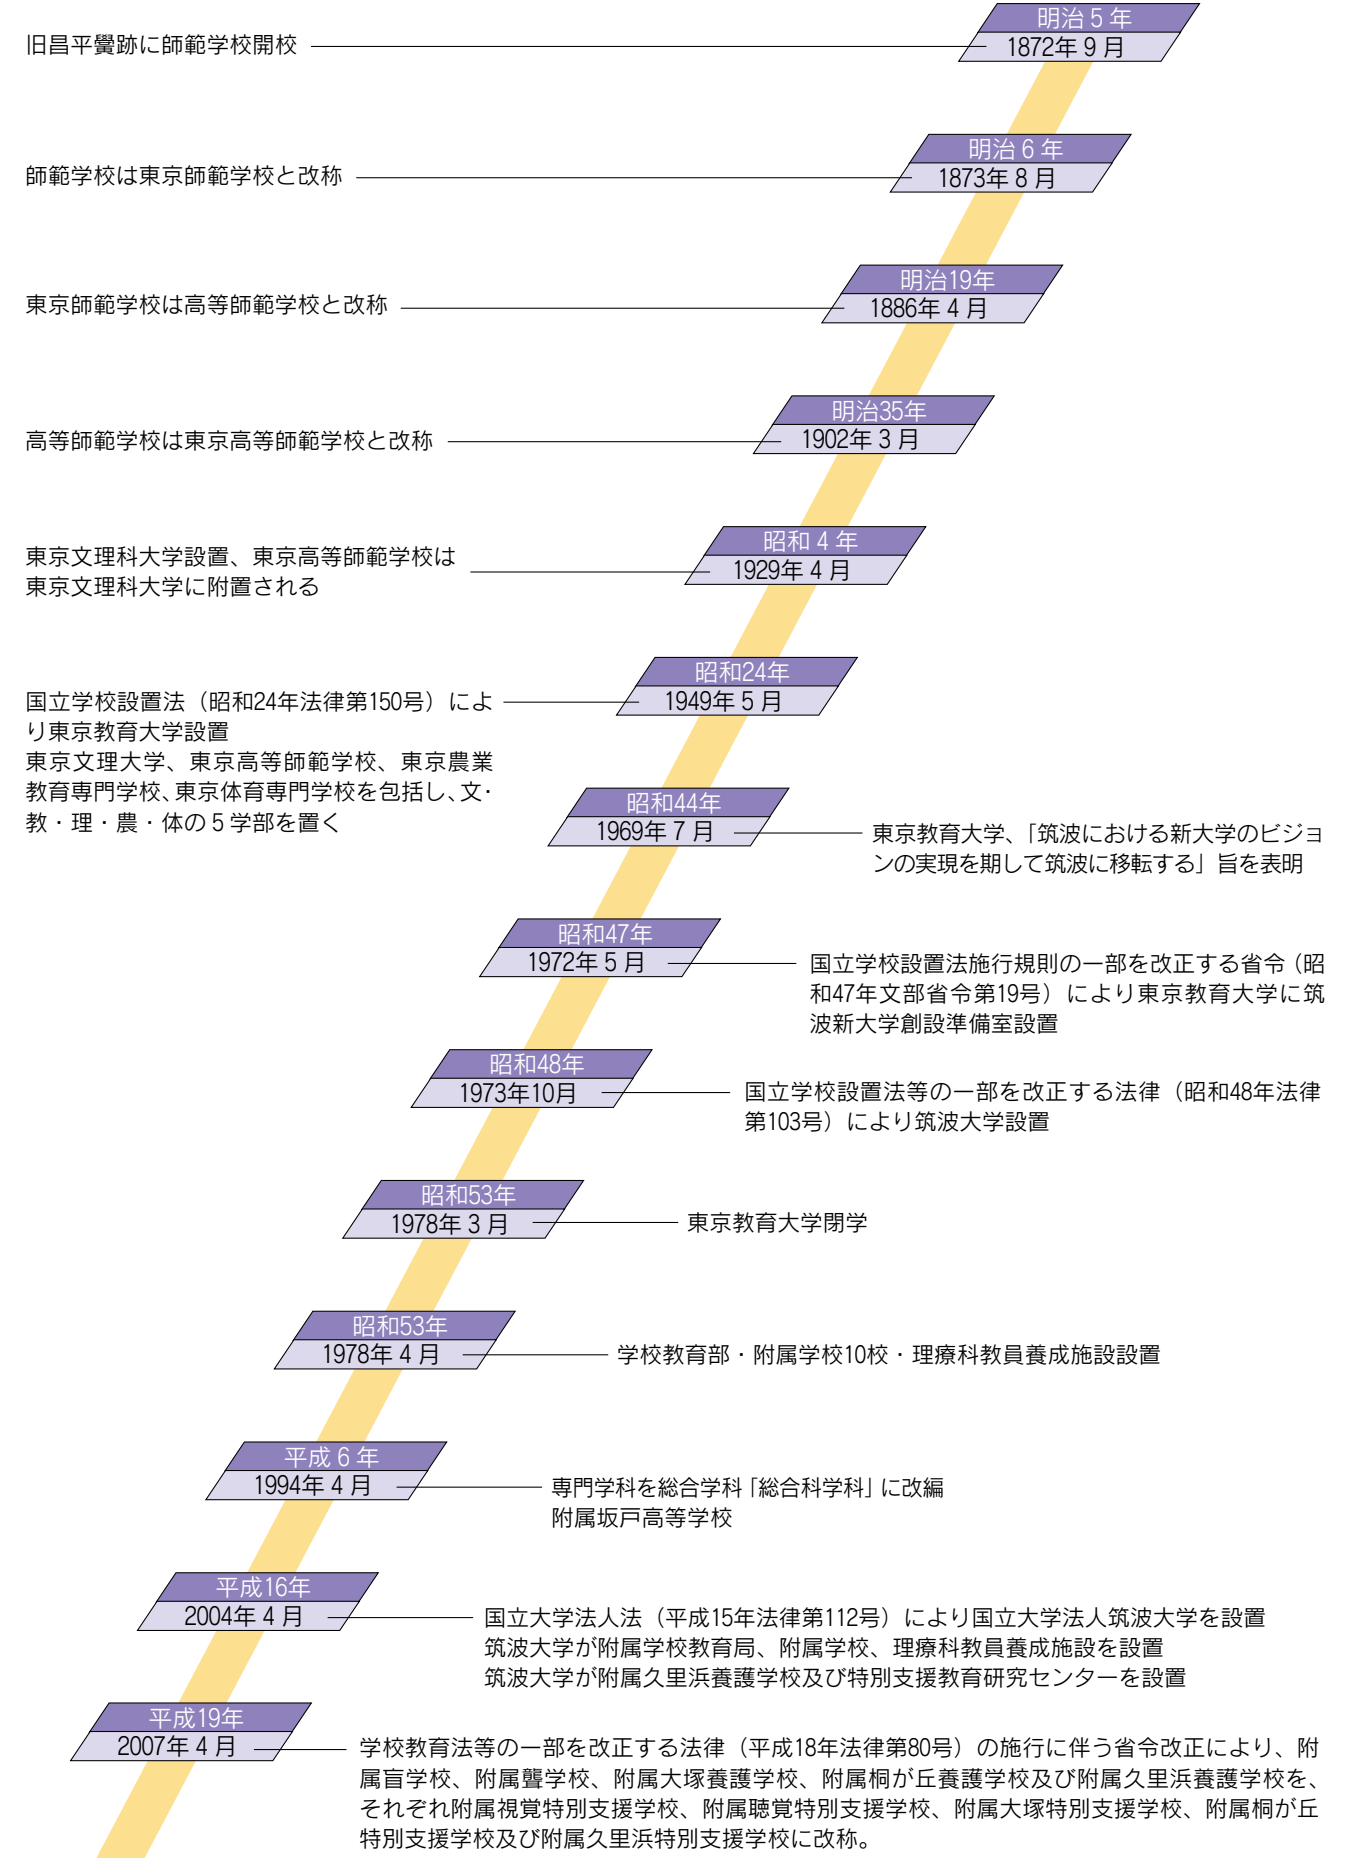 明治5年
旧昌平黌跡に師範学校開校
1872年9月
明治6年
師範学校は東京師範学校と改称
1873年8月
明治19年
東京師範学校は高等師範学校と改称
1886年4月
明治35年
高等師範学校は東京高等師範学校と改称
1902年3月
昭和4年
1929年4月
東京文理科大学設置、東京高等師範学校は
東京文理科大学に附置される
昭和24年
1949年5月
国立学校設置法（昭和24年法律第150号）によ
り東京教育大学設置
東京文理大学、東京高等師範学校、東京農業
教育専門学校、東京体育専門学校を包括し、文・
教・理・農・体の5学部を置く
昭和44年
1969年7月
東京教育大学、「筑波における新大学のビジョ
ンの実現を期して筑波に移転する」旨を表明
昭和47年
1972年5月
国立学校設置法施行規則の一部を改正する省令（昭
和47年文部省令第19号）により東京教育大学に筑
波新大学創設準備室設置
昭和48年
1973年10月
国立学校設置法等の一部を改正する法律（昭和48年法律
第103号）により筑波大学設置
昭和53年
1978年3月
東京教育大学閉学
昭和53年
1978年4月
学校教育部・附属学校10校・理療科教員養成施設設置
平成6年
1994年4月
専門学科を総合学科「総合科学科」に改編
附属坂戸高等学校
平成16年
2004年4月
国立大学法人法（平成15年法律第112号）により国立大学法人筑波大学を設置
筑波大学が附属学校教育局、附属学校、理療科教員養成施設を設置
筑波大学が附属久里浜養護学校及び特別支援教育研究センターを設置
平成19年
2007年4月
学校教育法等の一部を改正する法律（平成18年法律第80号）の施行に伴う省令改正により、附
属盲学校、附属聾学校、附属大塚養護学校、附属桐が丘養護学校及び附属久里浜養護学校を、
それぞれ附属視覚特別支援学校、附属聴覚特別支援学校、附属大塚特別支援学校、附属桐が丘
特別支援学校及び附属久里浜特別支援学校に改称。